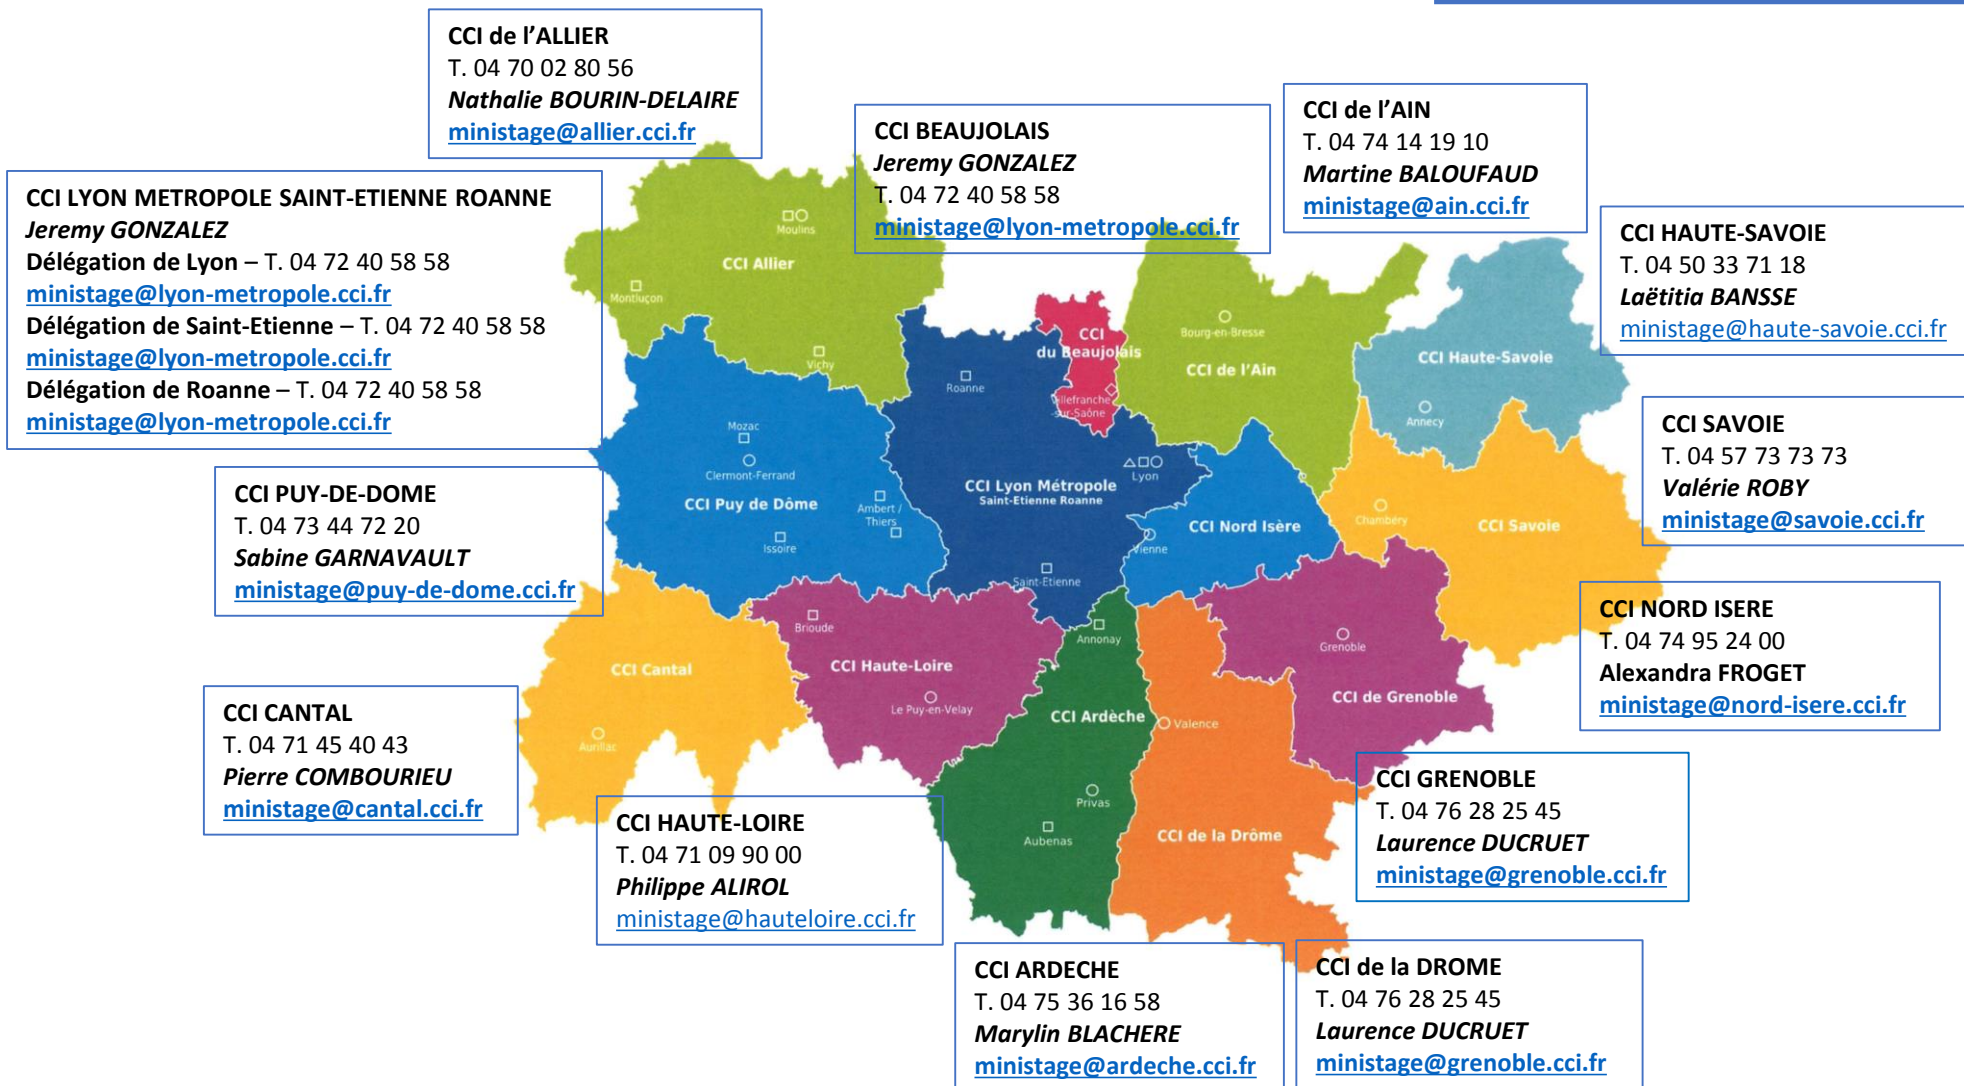 CCI de l’ALLIER
T. 04 70 02 80 56
Nathalie BOURIN-DELAIRE
ministage@allier.cci.fr
CCI BEAUJOLAIS
Jeremy GONZALEZ
T. 04 72 40 58 58
ministage@lyon-metropole.cci.fr
CCI de l’AIN
T. 04 74 14 19 10
Martine BALOUFAUD
ministage@ain.cci.fr
CCI LYON METROPOLE SAINT-ETIENNE ROANNE
Jeremy GONZALEZ
Délégation de Lyon – T. 04 72 40 58 58
ministage@lyon-metropole.cci.fr
Délégation de Saint-Etienne – T. 04 72 40 58 58
ministage@lyon-metropole.cci.fr
Délégation de Roanne – T. 04 72 40 58 58
ministage@lyon-metropole.cci.fr
CCI HAUTE-SAVOIE
T. 04 50 33 71 18
Laëtitia BANSSE
ministage@haute-savoie.cci.fr
CCI SAVOIE
T. 04 57 73 73 73
Valérie ROBY
ministage@savoie.cci.fr
CCI PUY-DE-DOME
T. 04 73 44 72 20
Sabine GARNAVAULT
ministage@puy-de-dome.cci.fr
CCI NORD ISERE
T. 04 74 95 24 00
Alexandra FROGET
ministage@nord-isere.cci.fr
CCI CANTAL
T. 04 71 45 40 43
Pierre COMBOURIEU
ministage@cantal.cci.fr
CCI HAUTE-LOIRE
T. 04 71 09 90 00
Philippe ALIROL
ministage@hauteloire.cci.fr
CCI GRENOBLE
T. 04 76 28 25 45
Laurence DUCRUET
ministage@grenoble.cci.fr
CCI ARDECHE
T. 04 75 36 16 58
Marylin BLACHERE
ministage@ardeche.cci.fr
CCI de la DROME
T. 04 76 28 25 45
Laurence DUCRUET
ministage@grenoble.cci.fr
Moulins
CCI Allier
Montluçon
Vichy
CCI
du Beaujolais
Villefranche
-sur-Saône
Bourg-en-Bresse
CCI de l'Ain
CCI Haute-Savoie
Annecy
Roanne
Mozac
Clermont-Ferrand
CCI Puy de Dôme
Ambert /
Thiers
Issoire
Lyon
CCI Lyon Métropole
Saint-Etienne Roanne
Saint-Etienne
CCI Nord Isère
Vienne
Chambéry
CCI Savoie
Brioude
CCI Haute-Loire
Le Puy-en-Velay
CCI Cantal
Aurillac
Annonay
CCI Ardèche
Privas
Aubenas
Valence
CCI de la Drôme
Grenoble
CCI de Grenoble